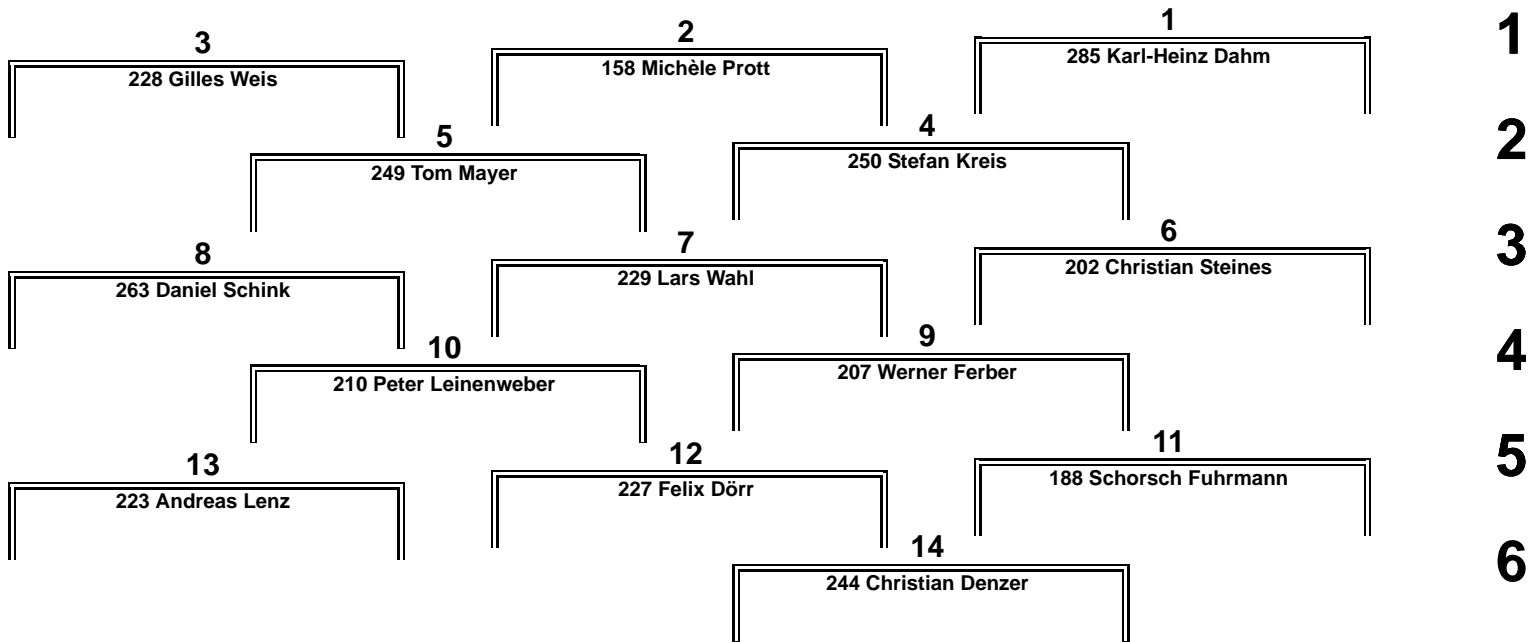 3 2 1 1
228 Gilles Weis 158 Michèle Prott 285 Karl-Heinz Dahm
5 4 2
249 Tom Mayer 250 Stefan Kreis
8 7 6 3
263 Daniel Schink 229 Lars Wahl 202 Christian Steines
10 9 4
210 Peter Leinenweber 207 Werner Ferber
13 12 11 5
223 Andreas Lenz 227 Felix Dörr 188 Schorsch Fuhrmann
14 6
244 Christian Denzer